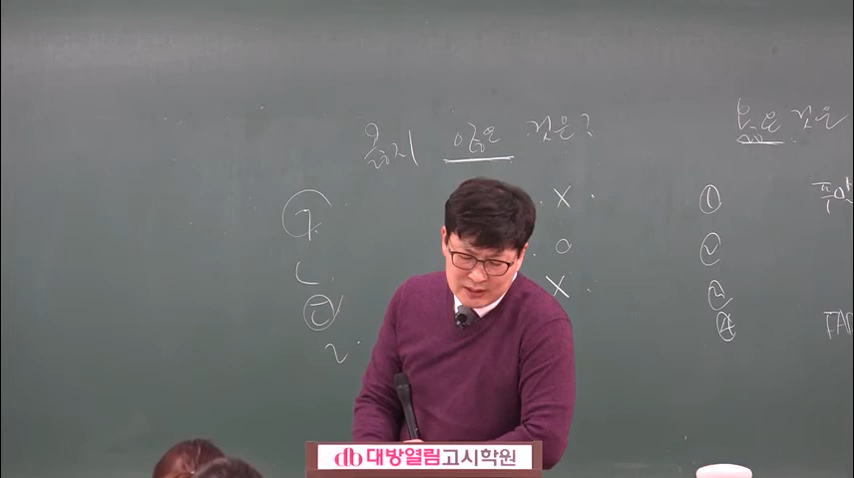 옳지 않은 것은?
옳은 것은
ㄱ. X
ㄴ. O
ㄷ X
ㄹ.
①
②
③
④
db 대방열림고시학원